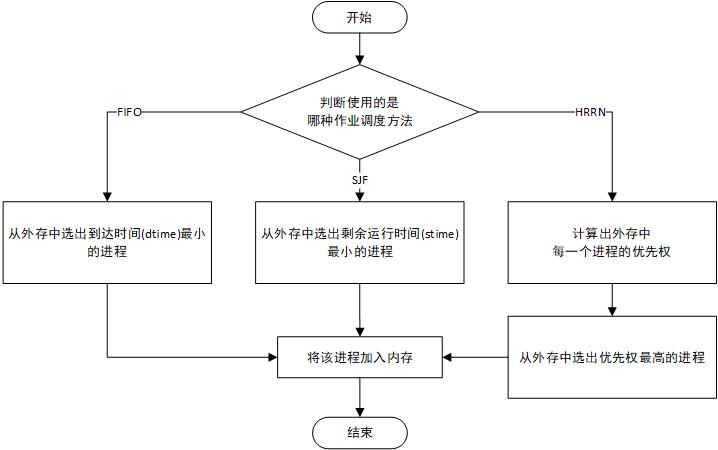 开始
判断使用的是
哪种作业调度方法
FIFO
HRRN
SJF
从外存中选出到达时间(dtime)最小
的进程
从外存中选出剩余运行时间(stime)
最小的进程
计算出外存中
每一个进程的优先权
将该进程加入内存
从外存中选出优先权最高的进程
结束